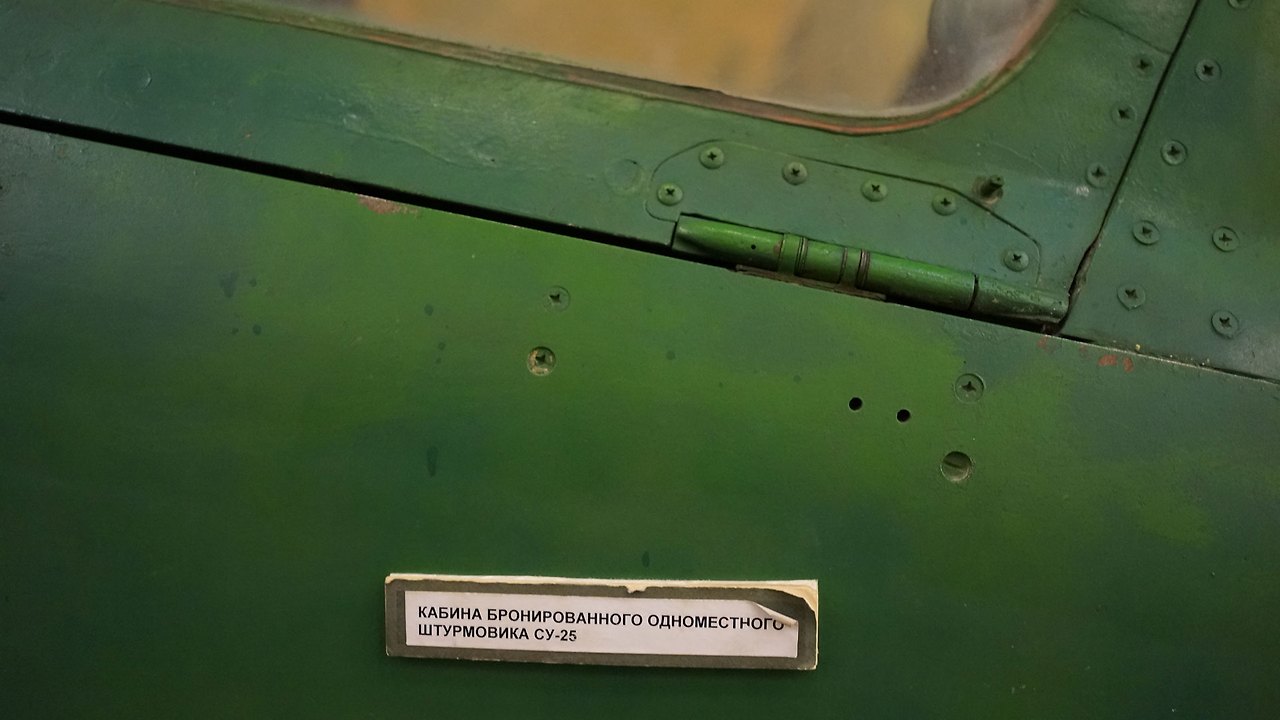 КАБИНА БРОНИРОВАННОГО ОДНОМЕСТНОГО
ШТУРМОВИКА СУ-25